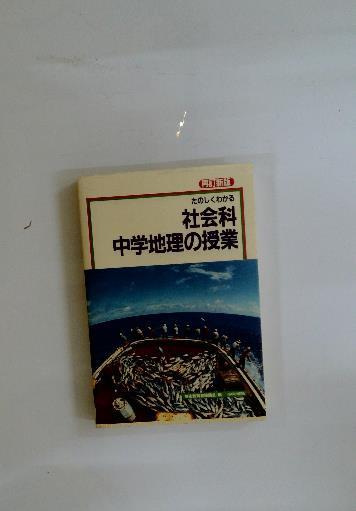 再訂新版
たのしくわかる
社会科
中学地理の授業